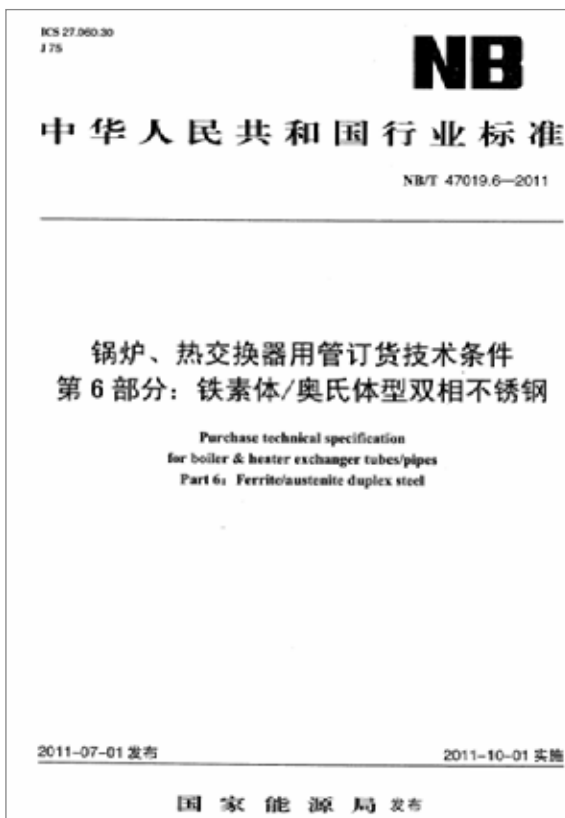 ICS 27.060.30
J 75
NB
中华人民共和国行业标准
NB/T 47019.6—2011
锅炉、热交换器用管订货技术条件
第 6 部分：铁素体/奥氏体型双相不锈钢
Purchase technical specification
for boiler & heater exchanger tubes/pipes
Part 6: Ferrite/austenite duplex steel
2011-07-01 发布
2011-10-01 实施
国家能源局 发布